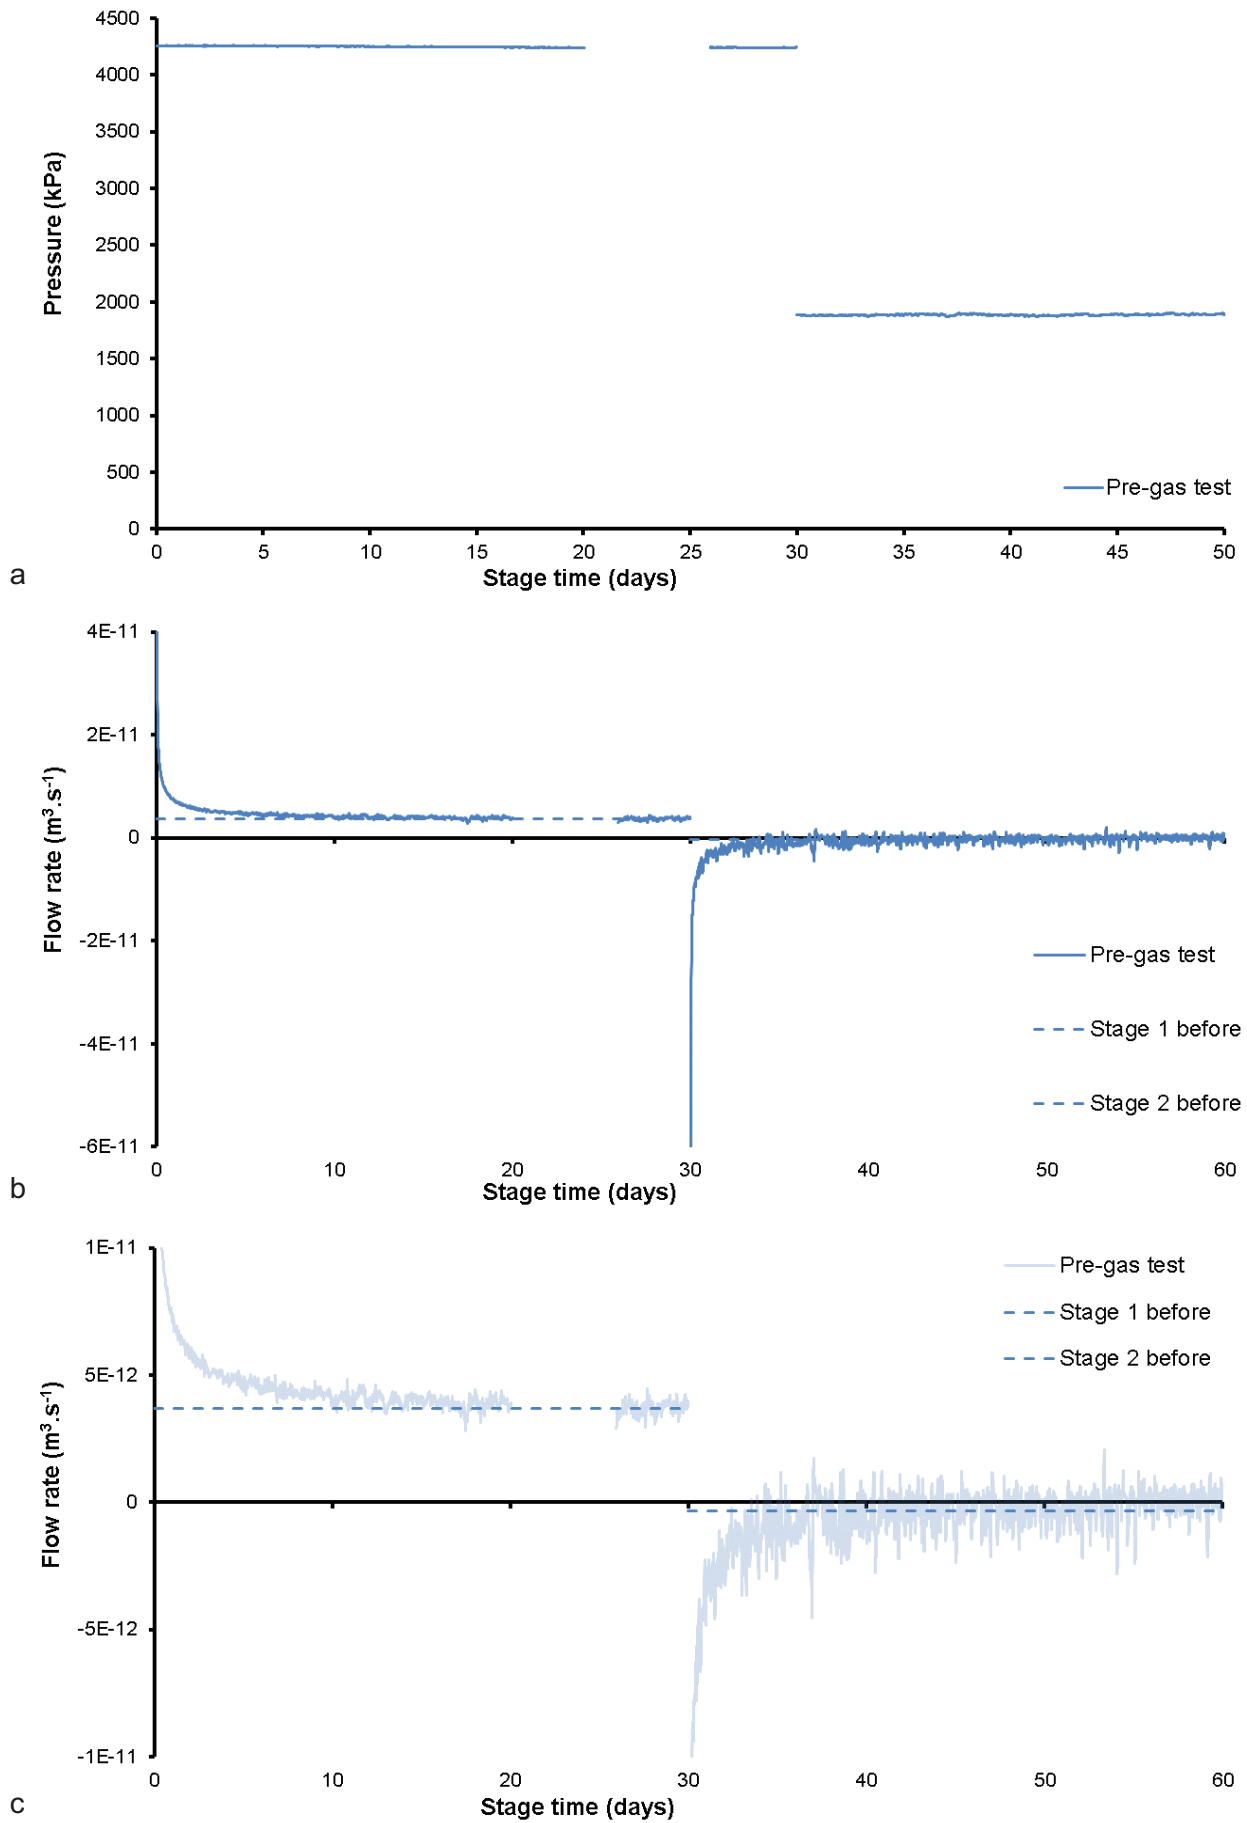 4500
4000
3500
3000
2500
2000
1500
1000
500
0
Pressure (kPa)
Pre-gas test
0 5 10 15 20 25 30 35 40 45 50
Stage time (days)
a
4E-11
2E-11
0
-2E-11
-4E-11
-6E-11
Flow rate (m³.s⁻¹)
Pre-gas test
Stage 1 before
Stage 2 before
0 10 20 30 40 50 60
Stage time (days)
b
1E-11
5E-12
0
-5E-12
-1E-11
Flow rate (m³.s⁻¹)
Pre-gas test
Stage 1 before
Stage 2 before
0 10 20 30 40 50 60
Stage time (days)
c